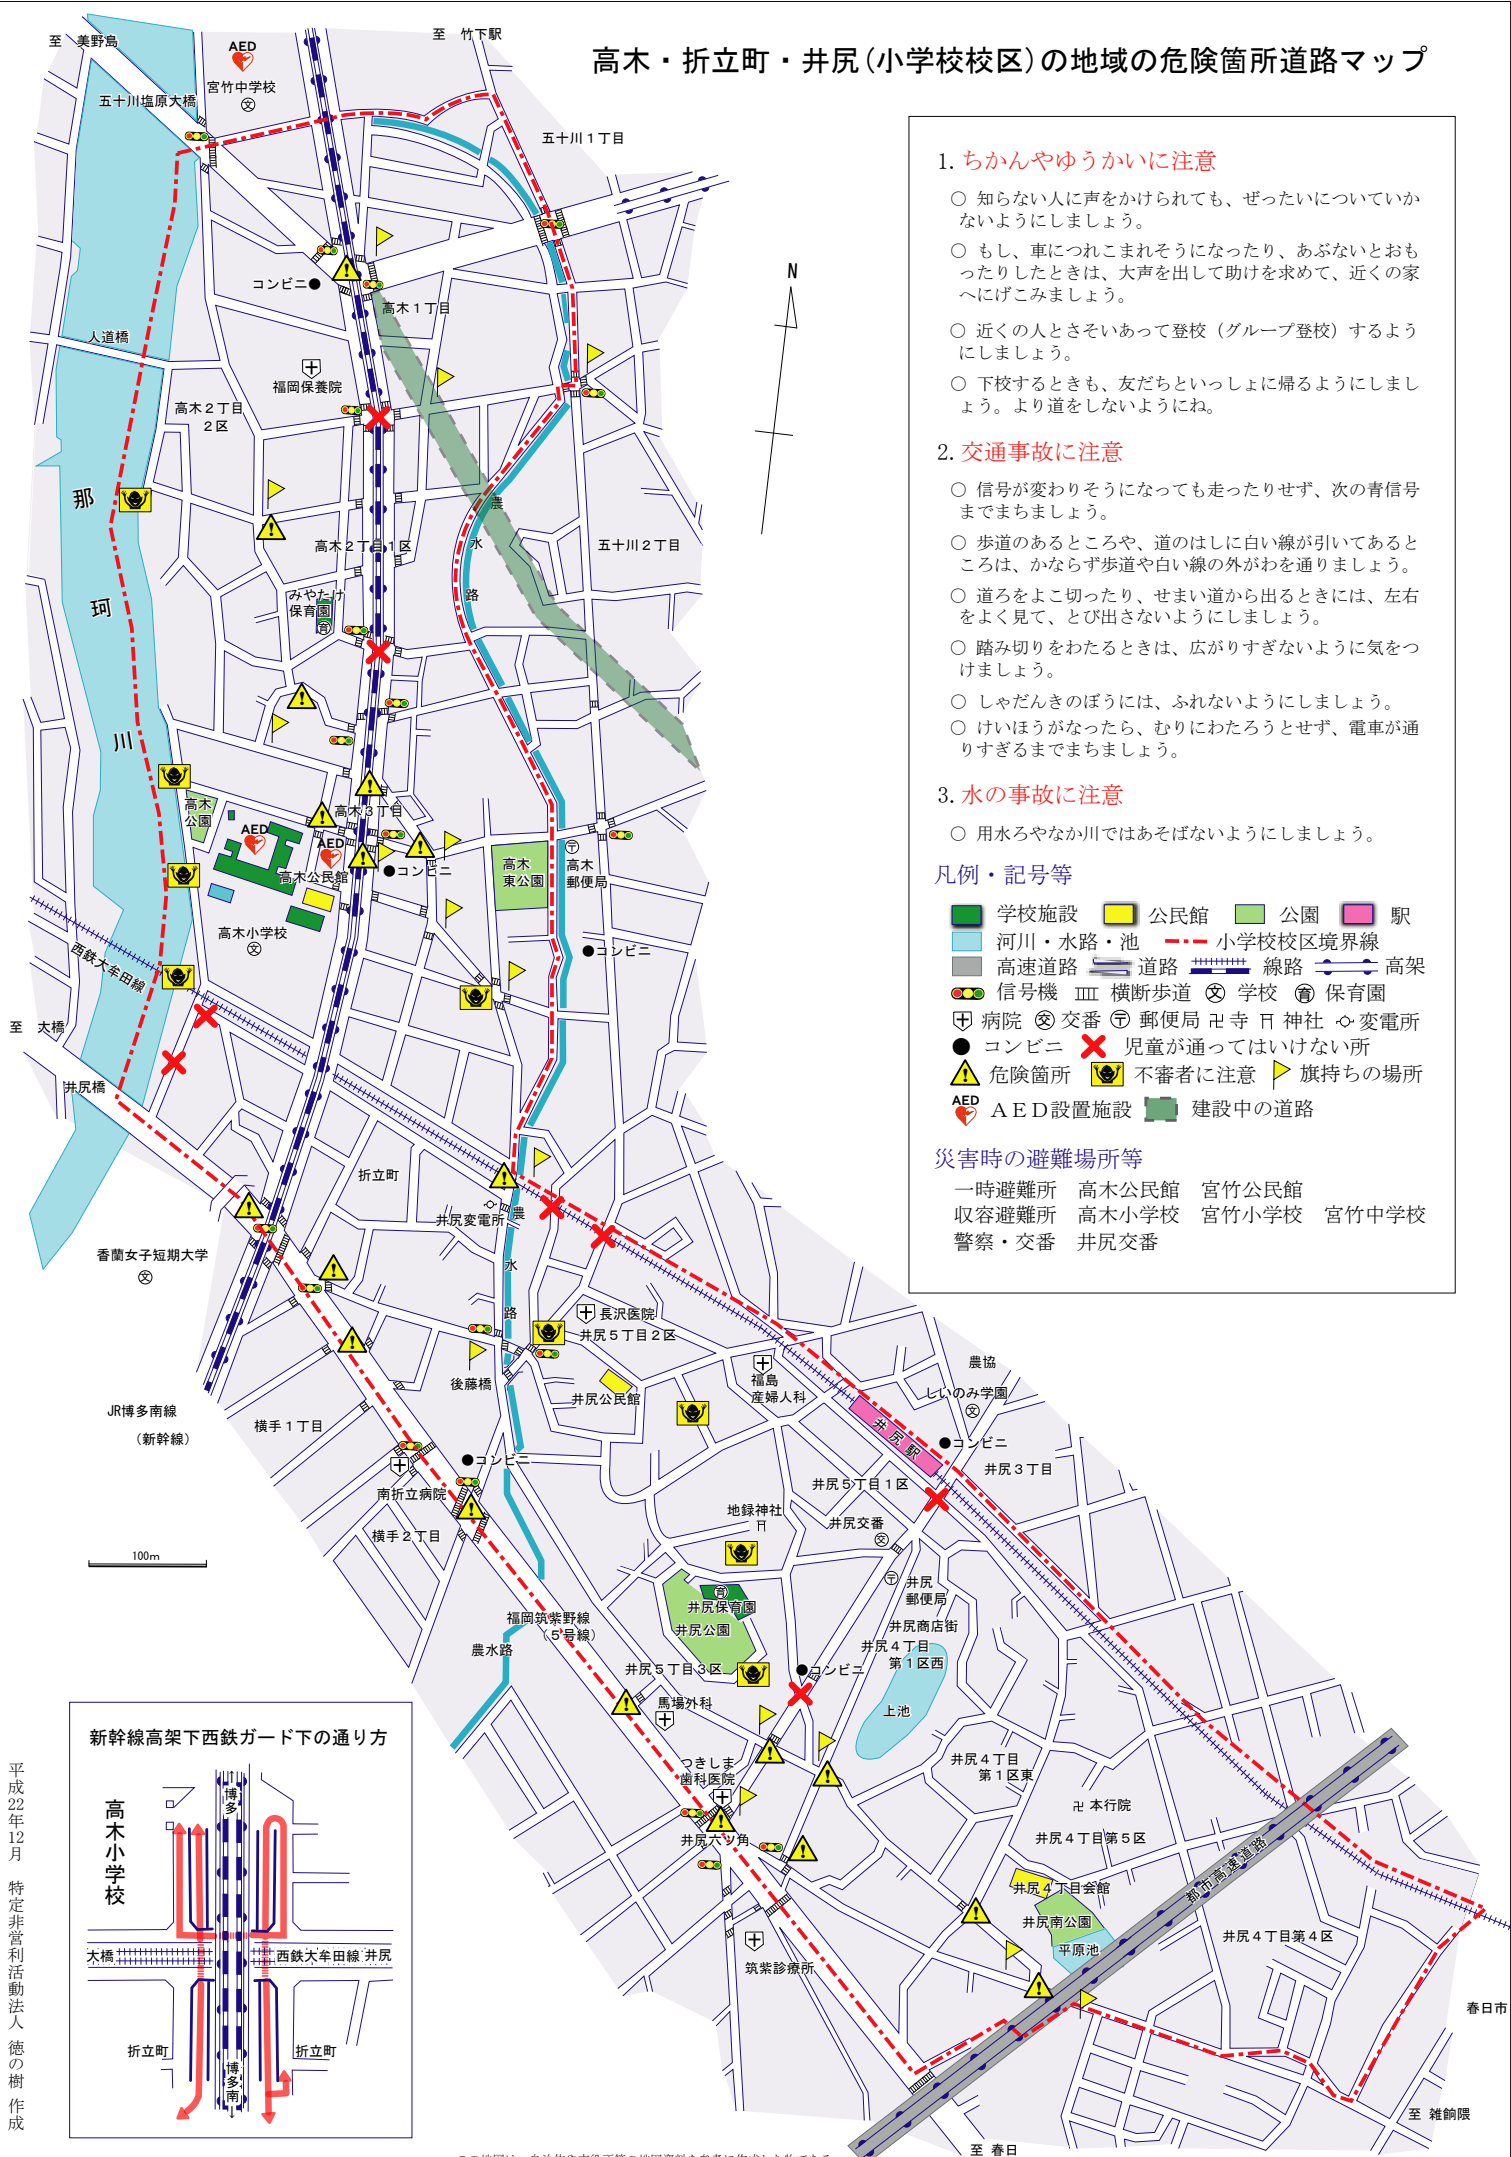 高木・折立町・井尻(小学校校区)の地域の危険箇所道路マップ
至 美野島
AED
宮竹中学校
至 竹下駅
五十川塩原大橋
五十川１丁目
コンビニ
高木１丁目
人道橋
福岡保養院
高木２丁目
２区
那
珂
川
農
水
路
高木２丁目１区
五十川２丁目
みやたけ
保育園
育
高木
公園
高木３丁目
AED
AED
高木公民館
コンビニ
高木
東公園
高木
郵便局
高木小学校
文
コンビニ
西鉄大牟田線
至 大橋
井尻橋
折立町
井尻変電所
農
水
路
香蘭女子短期大学
文
長沢医院
井尻５丁目２区
後藤橋
井尻公民館
福島
産婦人科
農協
しいのみ学園
文
井尻駅
コンビニ
井尻３丁目
JR博多南線
（新幹線）
横手１丁目
コンビニ
南折立病院
横手２丁目
井尻５丁目１区
地録神社
井尻交番
交
100m
井尻
郵便局
育
井尻保育園
井尻公園
井尻商店街
井尻４丁目
第１区西
福岡筑紫野線
（５号線）
農水路
井尻５丁目３区
コンビニ
馬場外科
上池
つきしま
歯科医院
井尻４丁目
第１区東
卍 本行院
井尻六ツ角
井尻４丁目第５区
都市高速道路
井尻４丁目会館
井尻南公園
平原池
井尻４丁目第４区
筑紫診療所
春日市
至 雑餉隈
至 春日
N
1. ちかんやゆうかいに注意
○ 知らない人に声をかけられても、ぜったいについていか
ないようにしましょう。
○ もし、車につれこまれそうになったり、あぶないとおも
ったりしたときは、大声を出して助けを求めて、近くの家
へにげこみましょう。
○ 近くの人とさそいあって登校（グループ登校）するよう
にしましょう。
○ 下校するときも、友だちといっしょに帰るようにしまし
ょう。より道をしないようにね。
2. 交通事故に注意
○ 信号が変わりそうになっても走ったりせず、次の青信号
までまちましょう。
○ 歩道のあるところや、道のはしに白い線が引いてあると
ころは、かならず歩道や白い線の外がわを通りましょう。
○ 道ろをよこ切ったり、せまい道から出るときには、左右
をよく見て、とび出さないようにしましょう。
○ 踏み切りをわたるときは、広がりすぎないように気をつ
けましょう。
○ しゃだんきのぼうには、ふれないようにしましょう。
○ けいほうがなったら、むりにわたろうとせず、電車が通
りすぎるまでまちましょう。
3. 水の事故に注意
○ 用水ろやなか川ではあそばないようにしましょう。
凡例・記号等
学校施設 公民館 公園 駅
河川・水路・池 小学校校区境界線
高速道路 道路 線路 高架
信号機 横断歩道 文 学校 育 保育園
病院 交 交番 〒 郵便局 卍寺 神社 変電所
コンビニ 児童が通ってはいけない所
危険箇所 不審者に注意 旗持ちの場所
AED ＡＥＤ設置施設 建設中の道路
災害時の避難場所等
一時避難所 高木公民館 宮竹公民館
収容避難所 高木小学校 宮竹小学校 宮竹中学校
警察・交番 井尻交番
新幹線高架下西鉄ガード下の通り方
高木小学校
博多
大橋
西鉄大牟田線
井尻
折立町
折立町
博多南
平成22年12月 特定非営利活動法人 徳の樹 作成